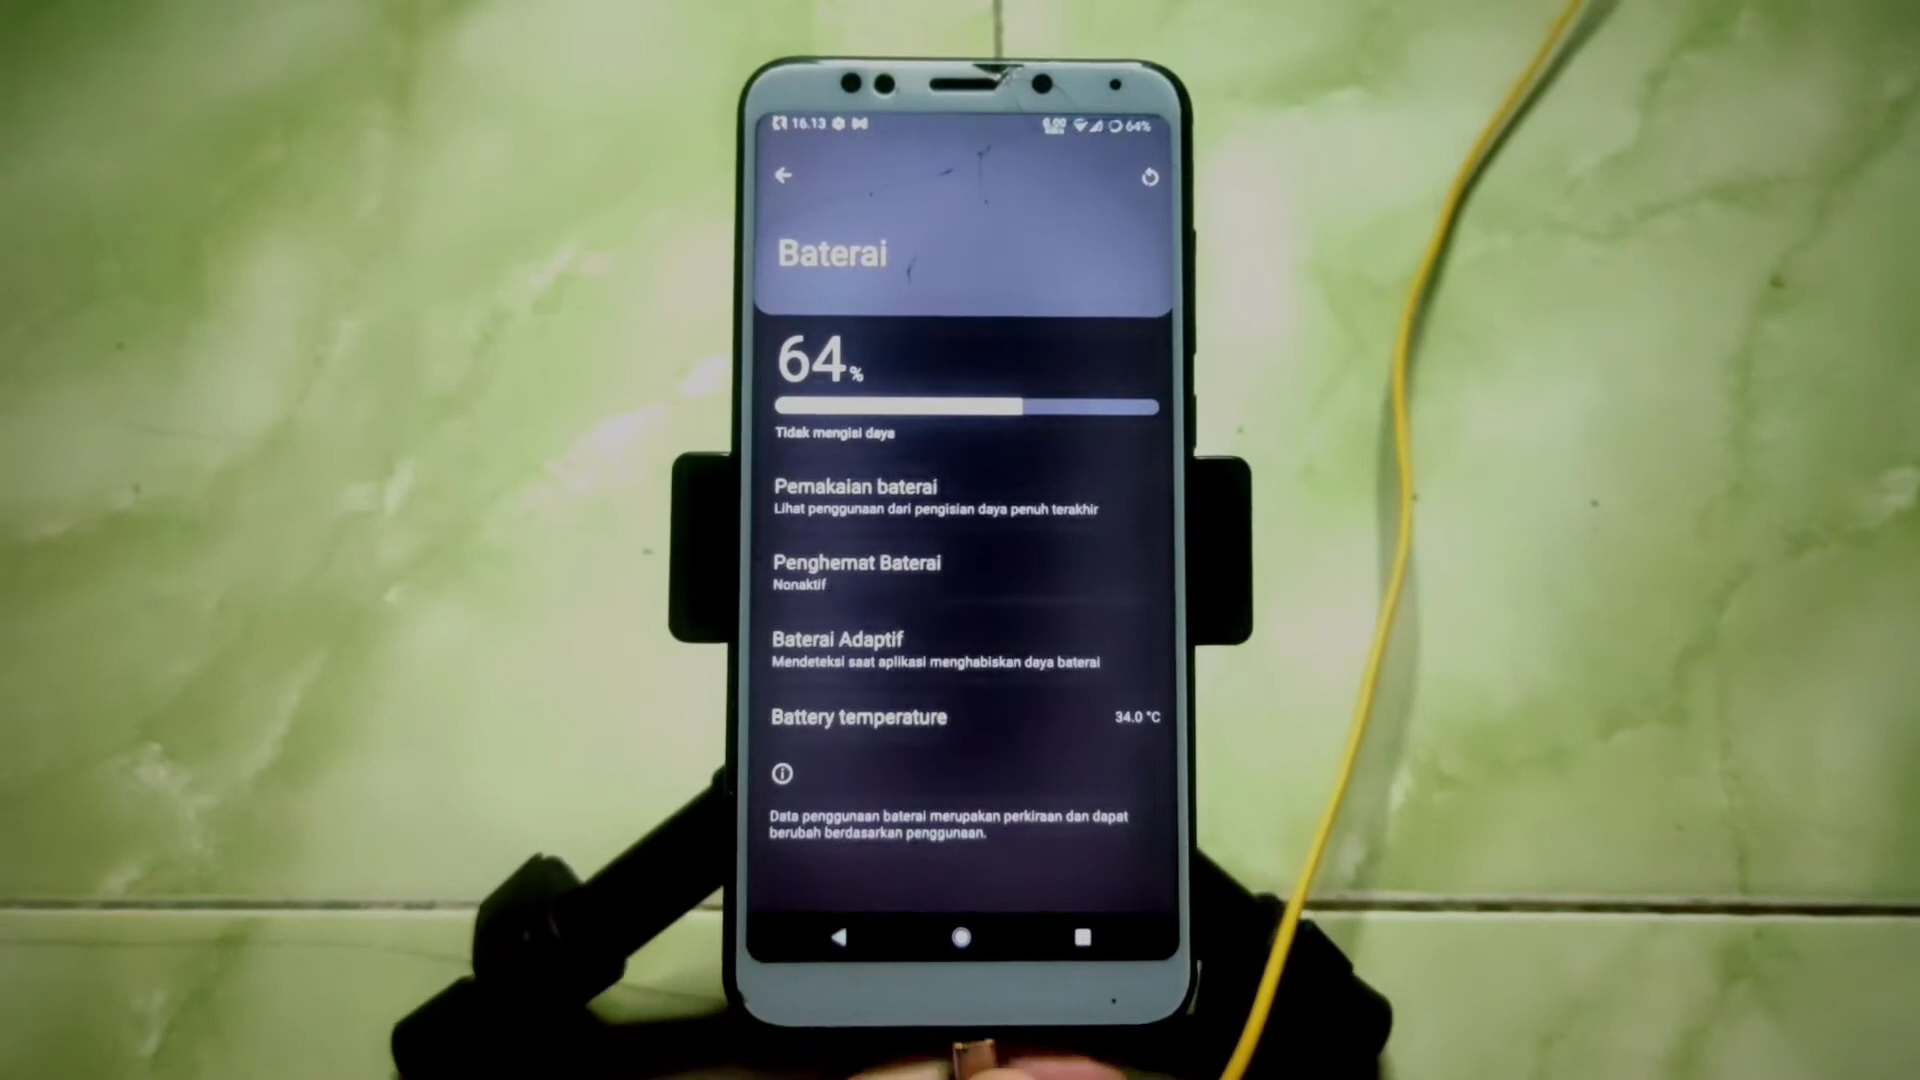 16.13
0.00
64%
Baterai
64%
Tidak mengisi daya
Pemakaian baterai
Lihat penggunaan dari pengisian daya penuh terakhir
Penghemat Baterai
Nonaktif
Baterai Adaptif
Mendeteksi saat aplikasi menghabiskan daya baterai
Battery temperature
34.0 °C
Data penggunaan baterai merupakan perkiraan dan dapat
berubah berdasarkan penggunaan.